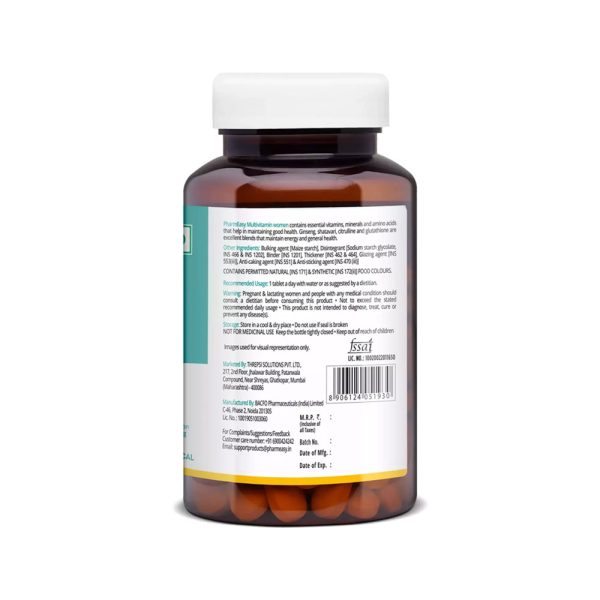 PharmEasy Multivitamin women contains essential vitamins, minerals and amino acids
that help in maintaining good health. Ginseng, shatavari, citrulline and glutathione are
excellent blends that maintain energy and general health.
Other Ingredients: Bulking agent [Maize starch], Disintegrant [Sodium starch glycolate,
INS 466 & INS 1202], Binder [INS 1201], Thickener [INS 462 & 464], Glazing agent [INS
553(iii)], Anti-caking agent [INS 551] & Anti-sticking agent [INS 470 (iii)]
CONTAINS PERMITTED NATURAL [INS 171] & SYNTHETIC [INS 172(ii)] FOOD COLOURS.
Recommended Usage: 1 tablet a day with water or as suggested by a dietitian.
Warning: Pregnant & lactating women and people with any medical condition should
consult a dietitian before consuming this product • Not to exceed the stated
recommended daily usage • This product is not intended to diagnose, treat, cure or
prevent any disease(s).
Storage: Store in a cool & dry place • Do not use if seal is broken
NOT FOR MEDICINAL USE Keep the bottle tightly closed • Keep out of reach of children
Images used for visual representation only.
fssai
LIC. NO.: 10020022011650
Marketed By: THREPSI SOLUTIONS PVT. LTD.,
217, 2nd Floor, Jhalawar Building, Patanwala
Compound, Near Shreyas, Ghatkopar, Mumbai
(Maharashtra) - 400086
8 906124 051930
Manufactured By: BACFO Pharmaceuticals (India) Limited
C-46, Phase 2, Noida 201305
Lic. No.: 10019051003060
For Complaints/Suggestions/Feedback
Customer care number: +91 6900424242
Email: supportproducts@pharmeasy.in
M.R.P. ₹. :
(Inclusive of
all Taxes)
Batch No. :
Date of Mfg. :
Date of Exp. :